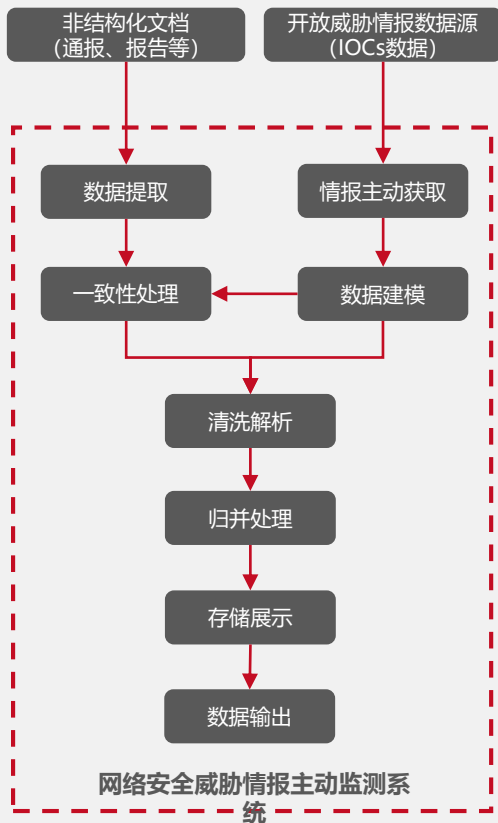 非结构化文档
（通报、报告等）
开放威胁情报数据源
（IOCs数据）
数据提取
情报主动获取
一致性处理
数据建模
清洗解析
归并处理
存储展示
数据输出
网络安全威胁情报主动监测系
统